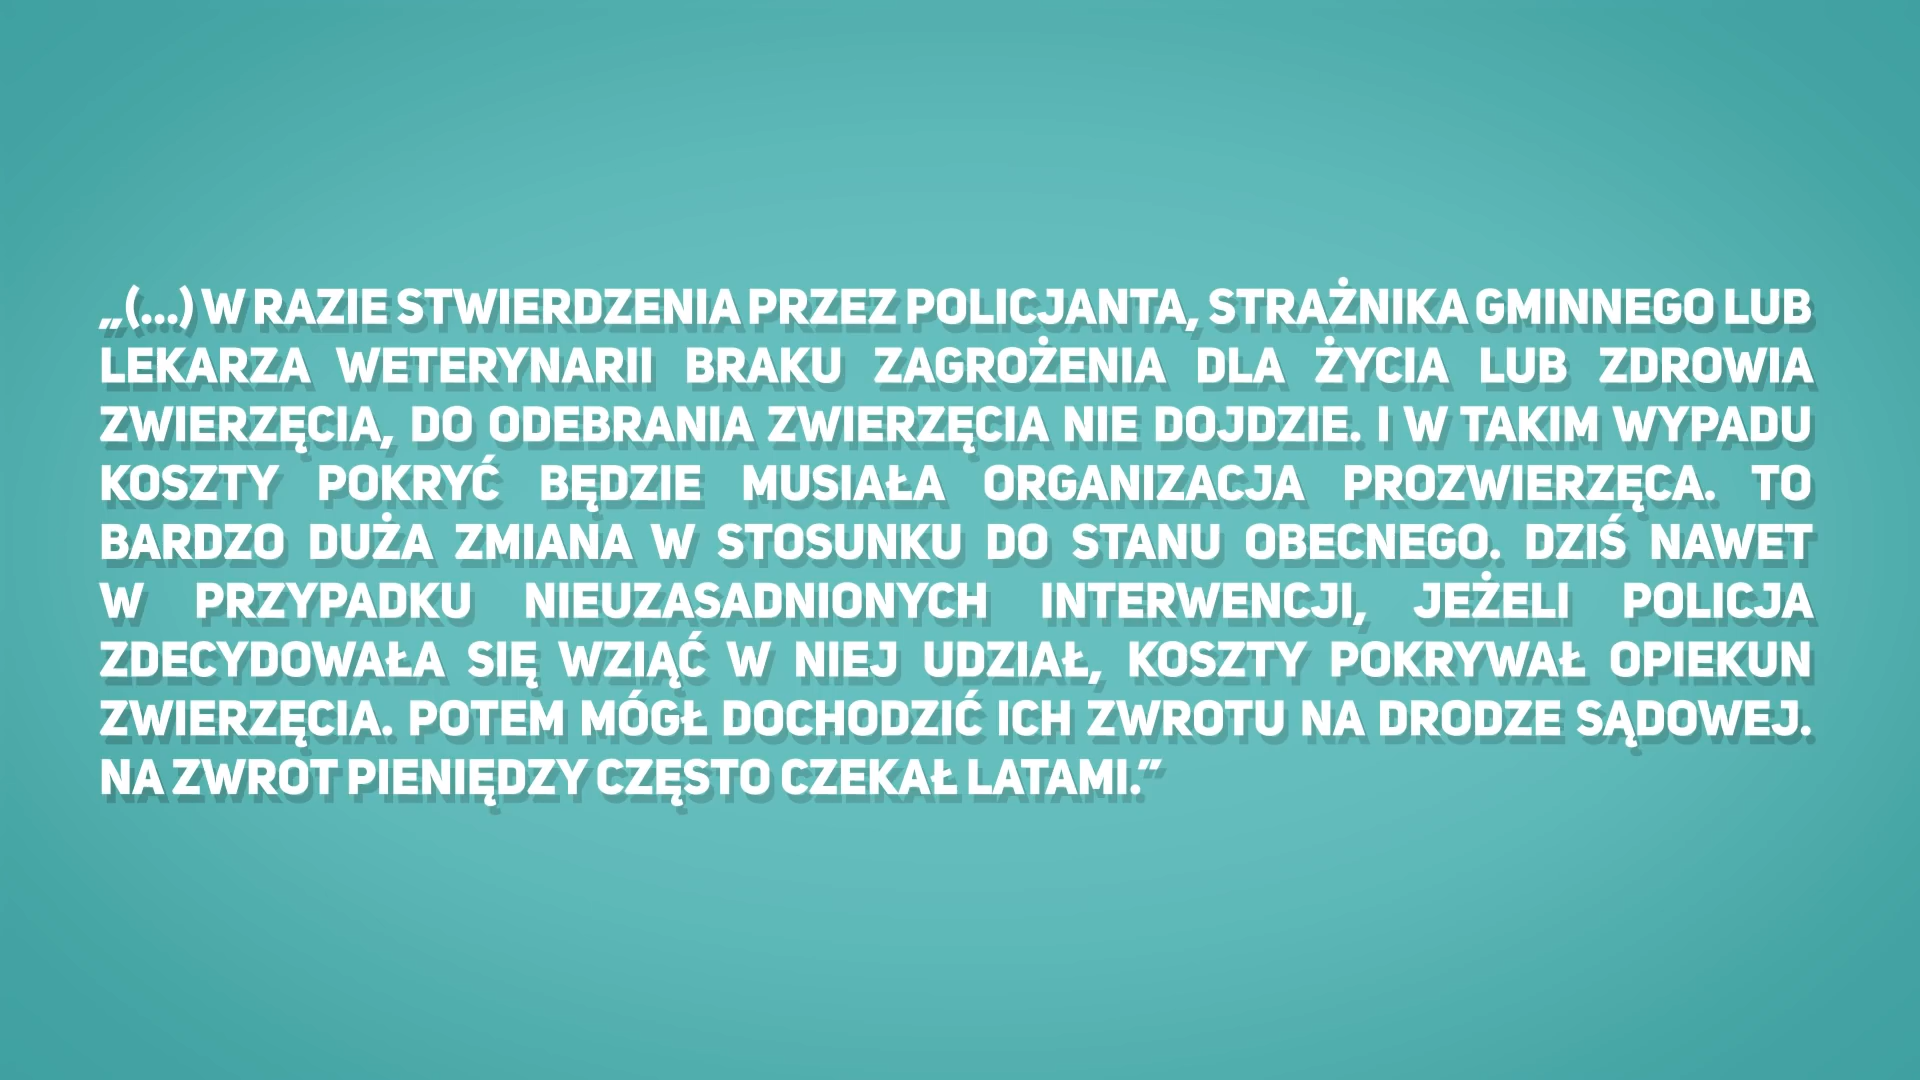 „(...) W RAZIE STWIERDZENIA PRZEZ POLICJANTA, STRAŻNIKA GMINNEGO LUB
LEKARZA WETERYNARII BRAKU ZAGROŻENIA DLA ŻYCIA LUB ZDROWIA
ZWIERZĘCIA, DO ODEBRANIA ZWIERZĘCIA NIE DOJDZIE. I W TAKIM WYPADU
KOSZTY POKRYĆ BĘDZIE MUSIAŁA ORGANIZACJA PROZWIERZĘCA. TO
BARDZO DUŻA ZMIANA W STOSUNKU DO STANU OBECNEGO. DZIŚ NAWET
W PRZYPADKU NIEUZASADNIONYCH INTERWENCJI, JEŻELI POLICJA
ZDECYDOWAŁA SIĘ WZIĄĆ W NIEJ UDZIAŁ, KOSZTY POKRYWAŁ OPIEKUN
ZWIERZĘCIA. POTEM MÓGŁ DOCHODZIĆ ICH ZWROTU NA DRODZE SĄDOWEJ.
NA ZWROT PIENIĘDZY CZĘSTO CZEKAŁ LATAMI.”